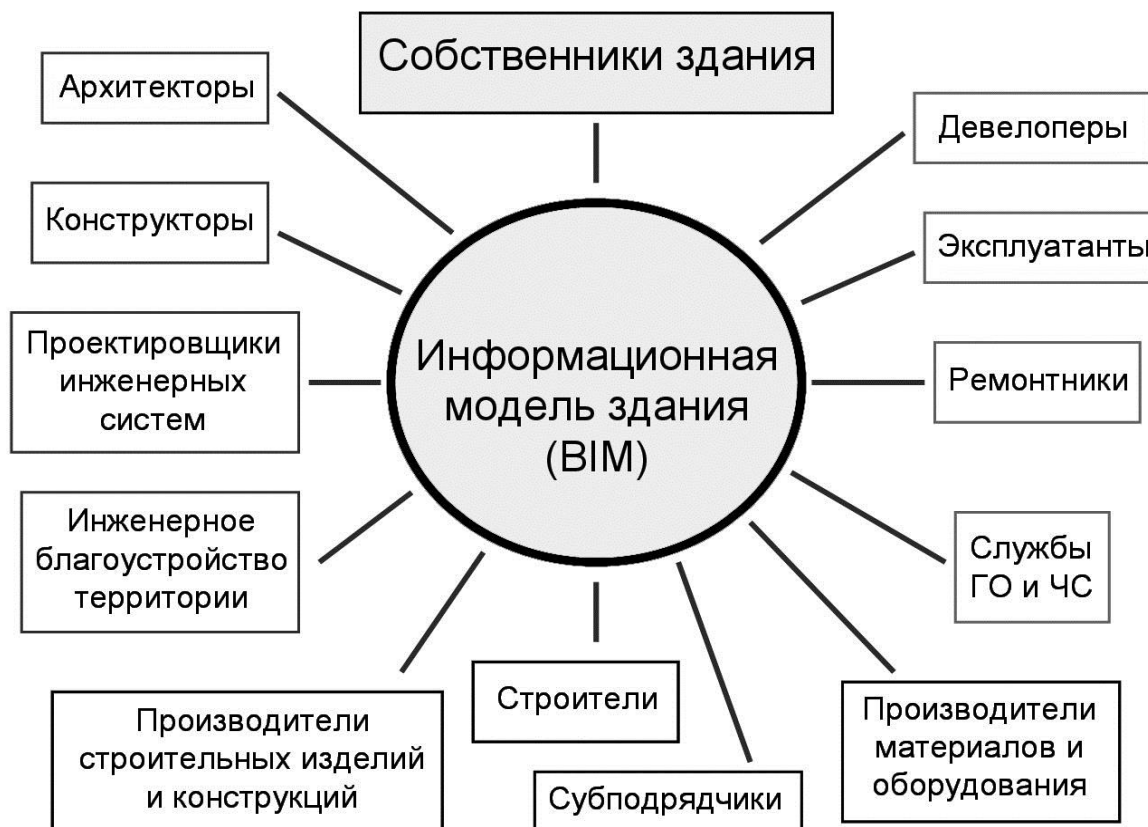 Собственники здания
Архитекторы
Девелоперы
Конструкторы
Эксплуатанты
Проектировщики
инженерных
систем
Информационная
модель здания
(BIM)
Ремонтники
Инженерное
благоустройство
территории
Службы
ГО и ЧС
Производители
строительных изделий
и конструкций
Строители
Субподрядчики
Производители
материалов и
оборудования